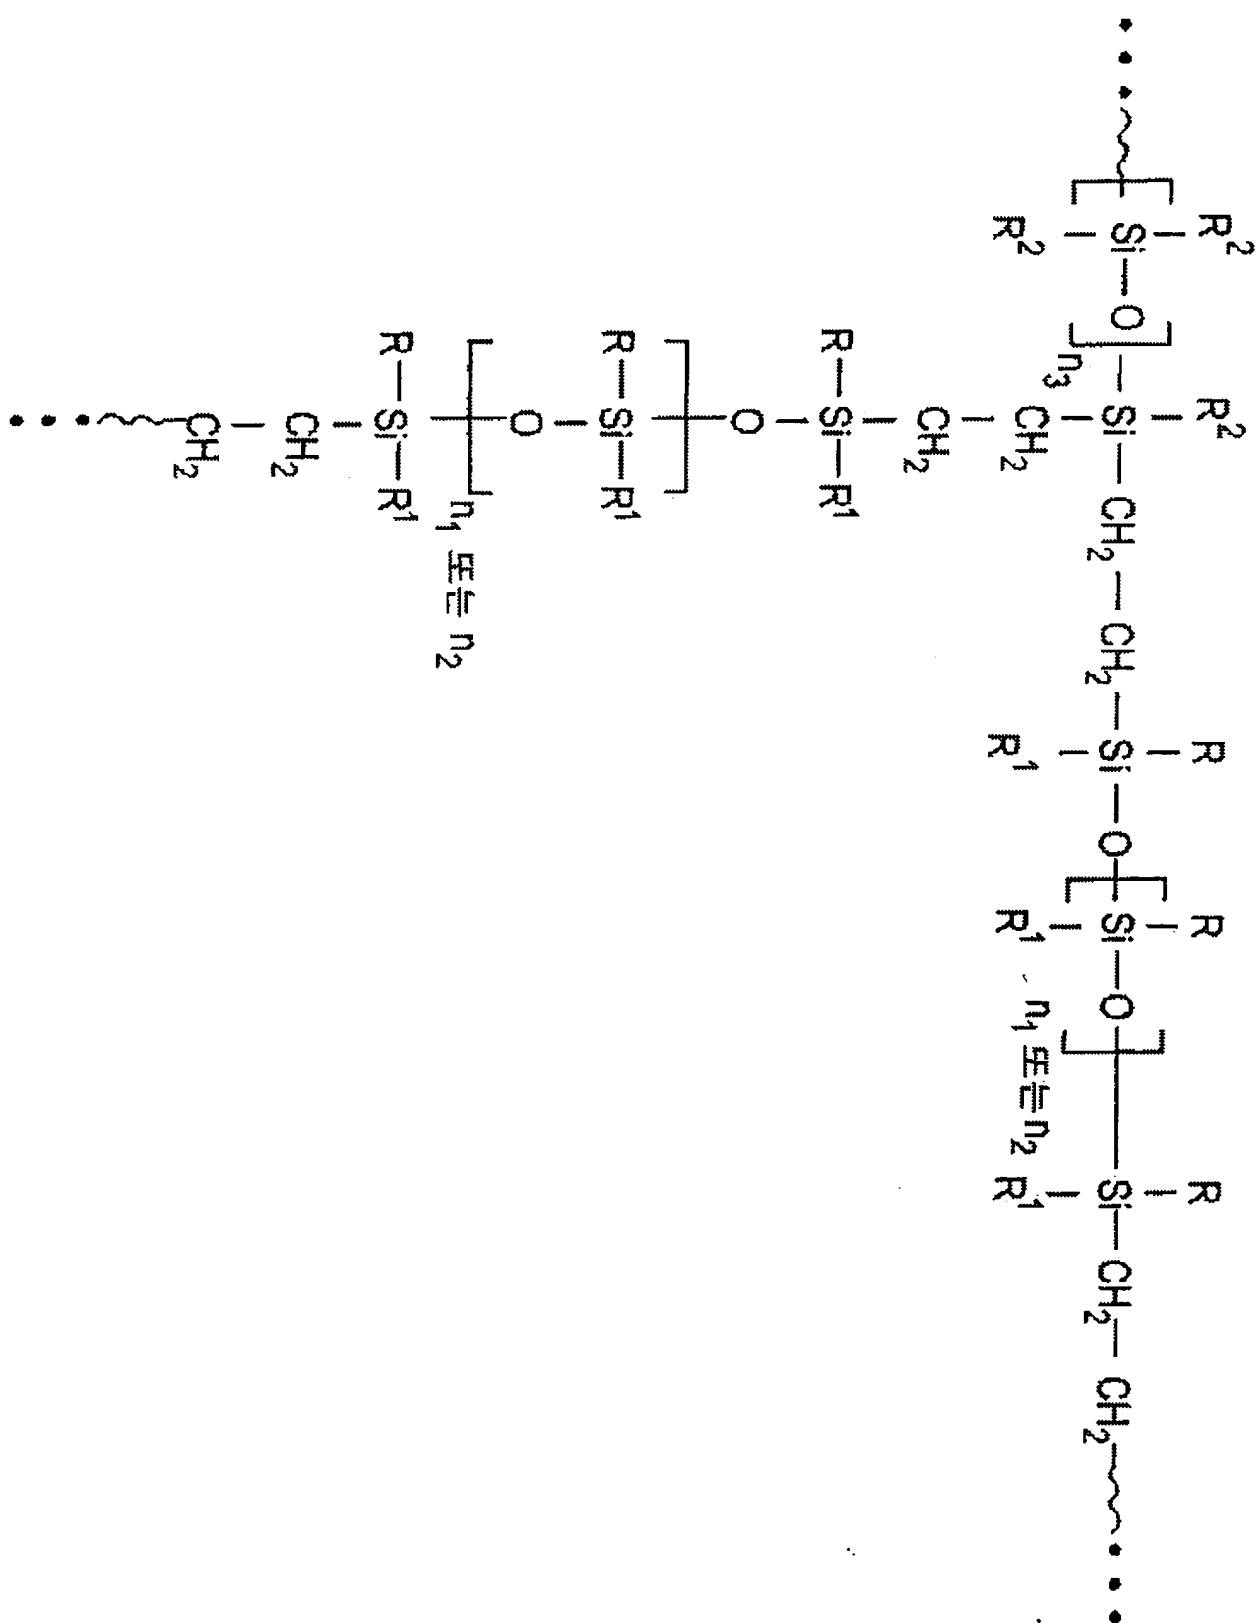 R² R² R R R
Si—O Si—CH₂—CH₂—Si—O—Si—O—Si—CH₂—CH₂
n₃
R² CH₂ R¹ R¹ n₁ 또는 n₂ R¹
CH₂
R—Si—R¹
O
R—Si—R¹
O
n₁ 또는 n₂
R—Si—R¹
CH₂
CH₂